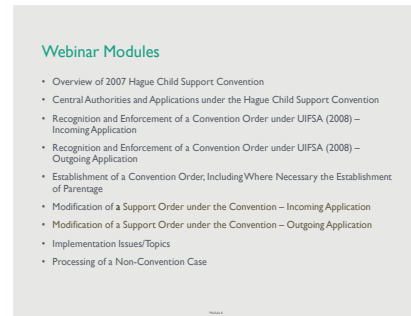 Webinar Modules
• Overview of 2007 Hague Child Support Convention
• Central Authorities and Applications under the Hague Child Support Convention
• Recognition and Enforcement of a Convention Order under UIFSA (2008) –
Incoming Application
• Recognition and Enforcement of a Convention Order under UIFSA (2008) –
Outgoing Application
• Establishment of a Convention Order, Including Where Necessary the Establishment
of Parentage
• Modification of a Support Order under the Convention – Incoming Application
• Modification of a Support Order under the Convention – Outgoing Application
• Implementation Issues/Topics
• Processing of a Non-Convention Case